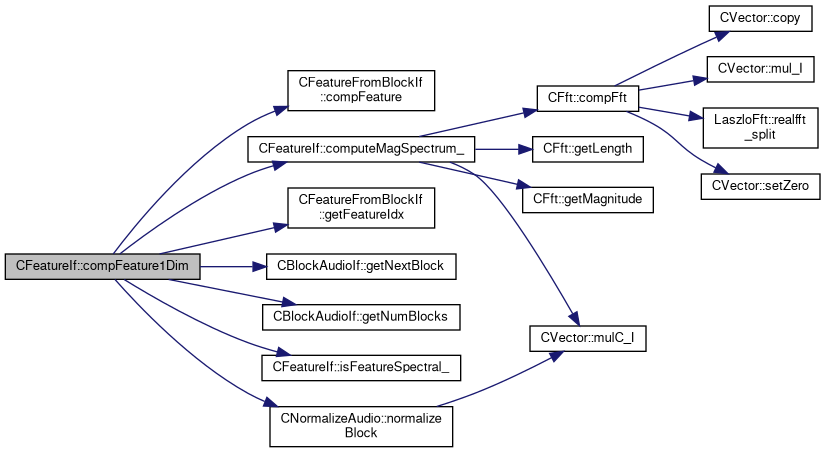 CFeatureIf::compFeature1Dim
CFeatureFromBlockIf
::compFeature
CFeatureIf::computeMagSpectrum_
CFeatureFromBlockIf
::getFeatureIdx
CBlockAudioIf::getNextBlock
CBlockAudioIf::getNumBlocks
CFeatureIf::isFeatureSpectral_
CNormalizeAudio::normalize
Block
CFft::compFft
CFft::getLength
CFft::getMagnitude
CVector::mulC_I
CVector::copy
CVector::mul_I
LaszloFft::realfft
_split
CVector::setZero